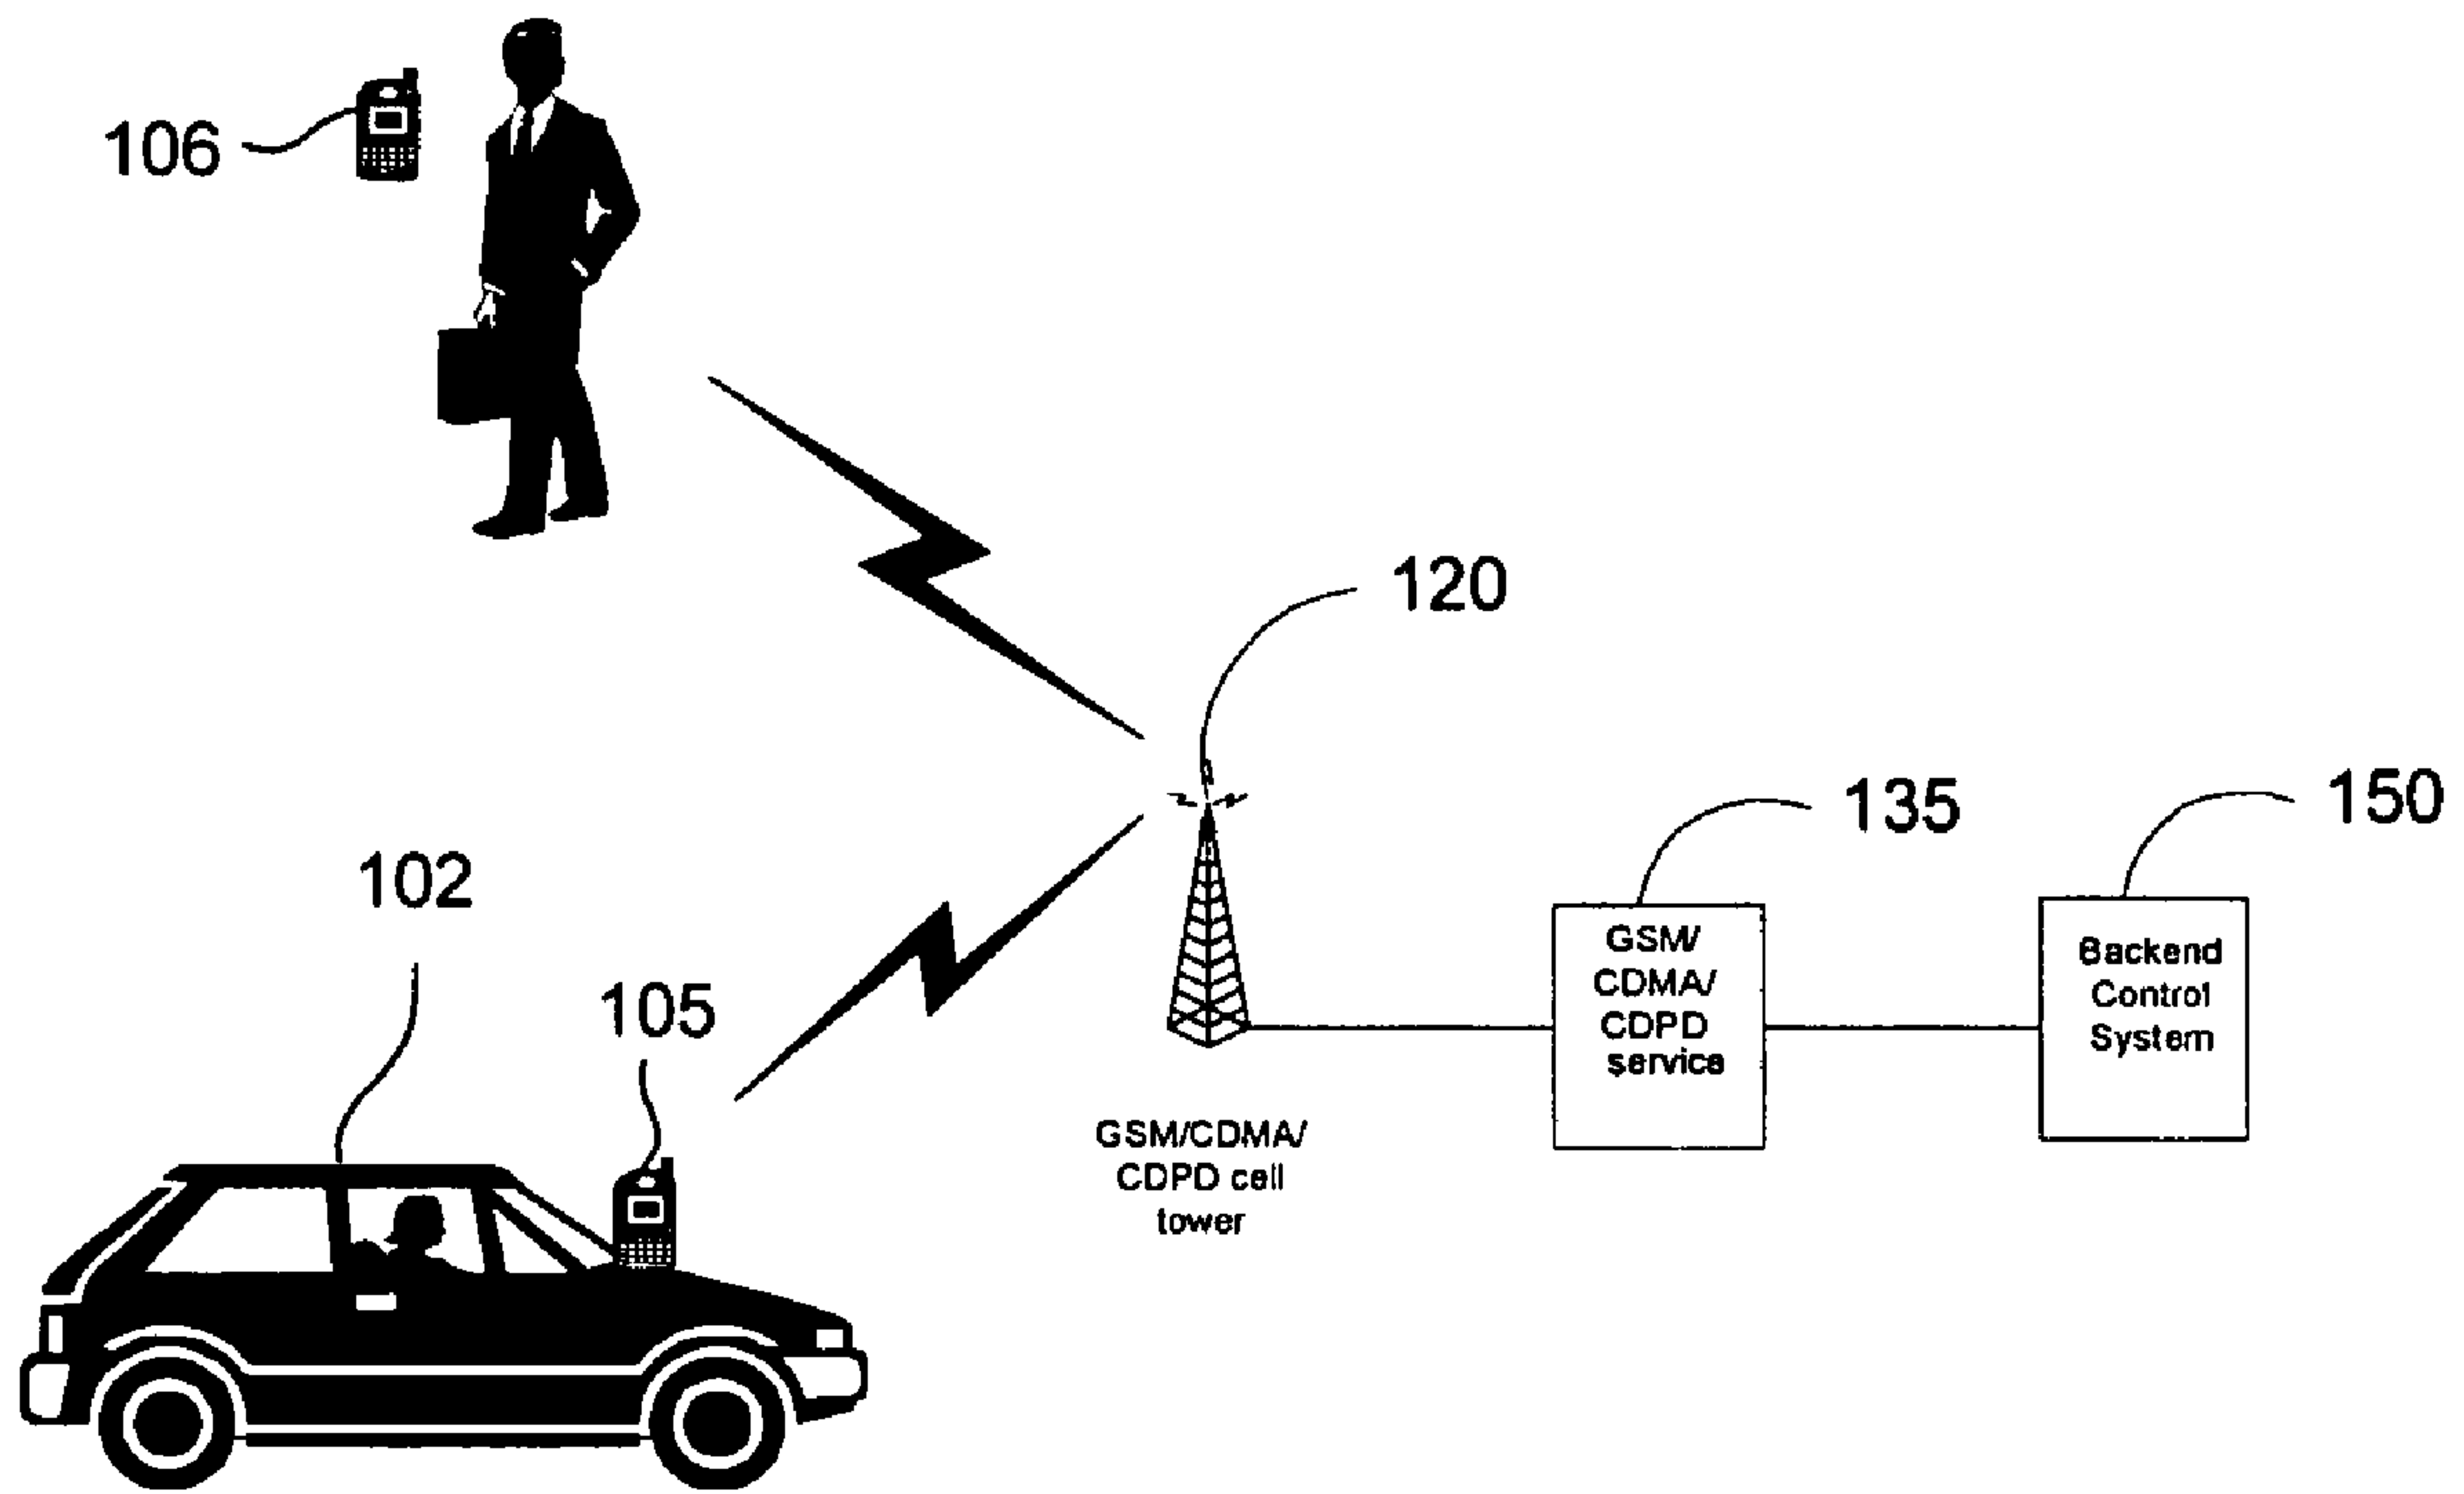 106
120
135
150
102
105
GSM/
CDMA/
CDPD
service
Backend
Control
System
GSM/CDMA/
CDPD cell
tower